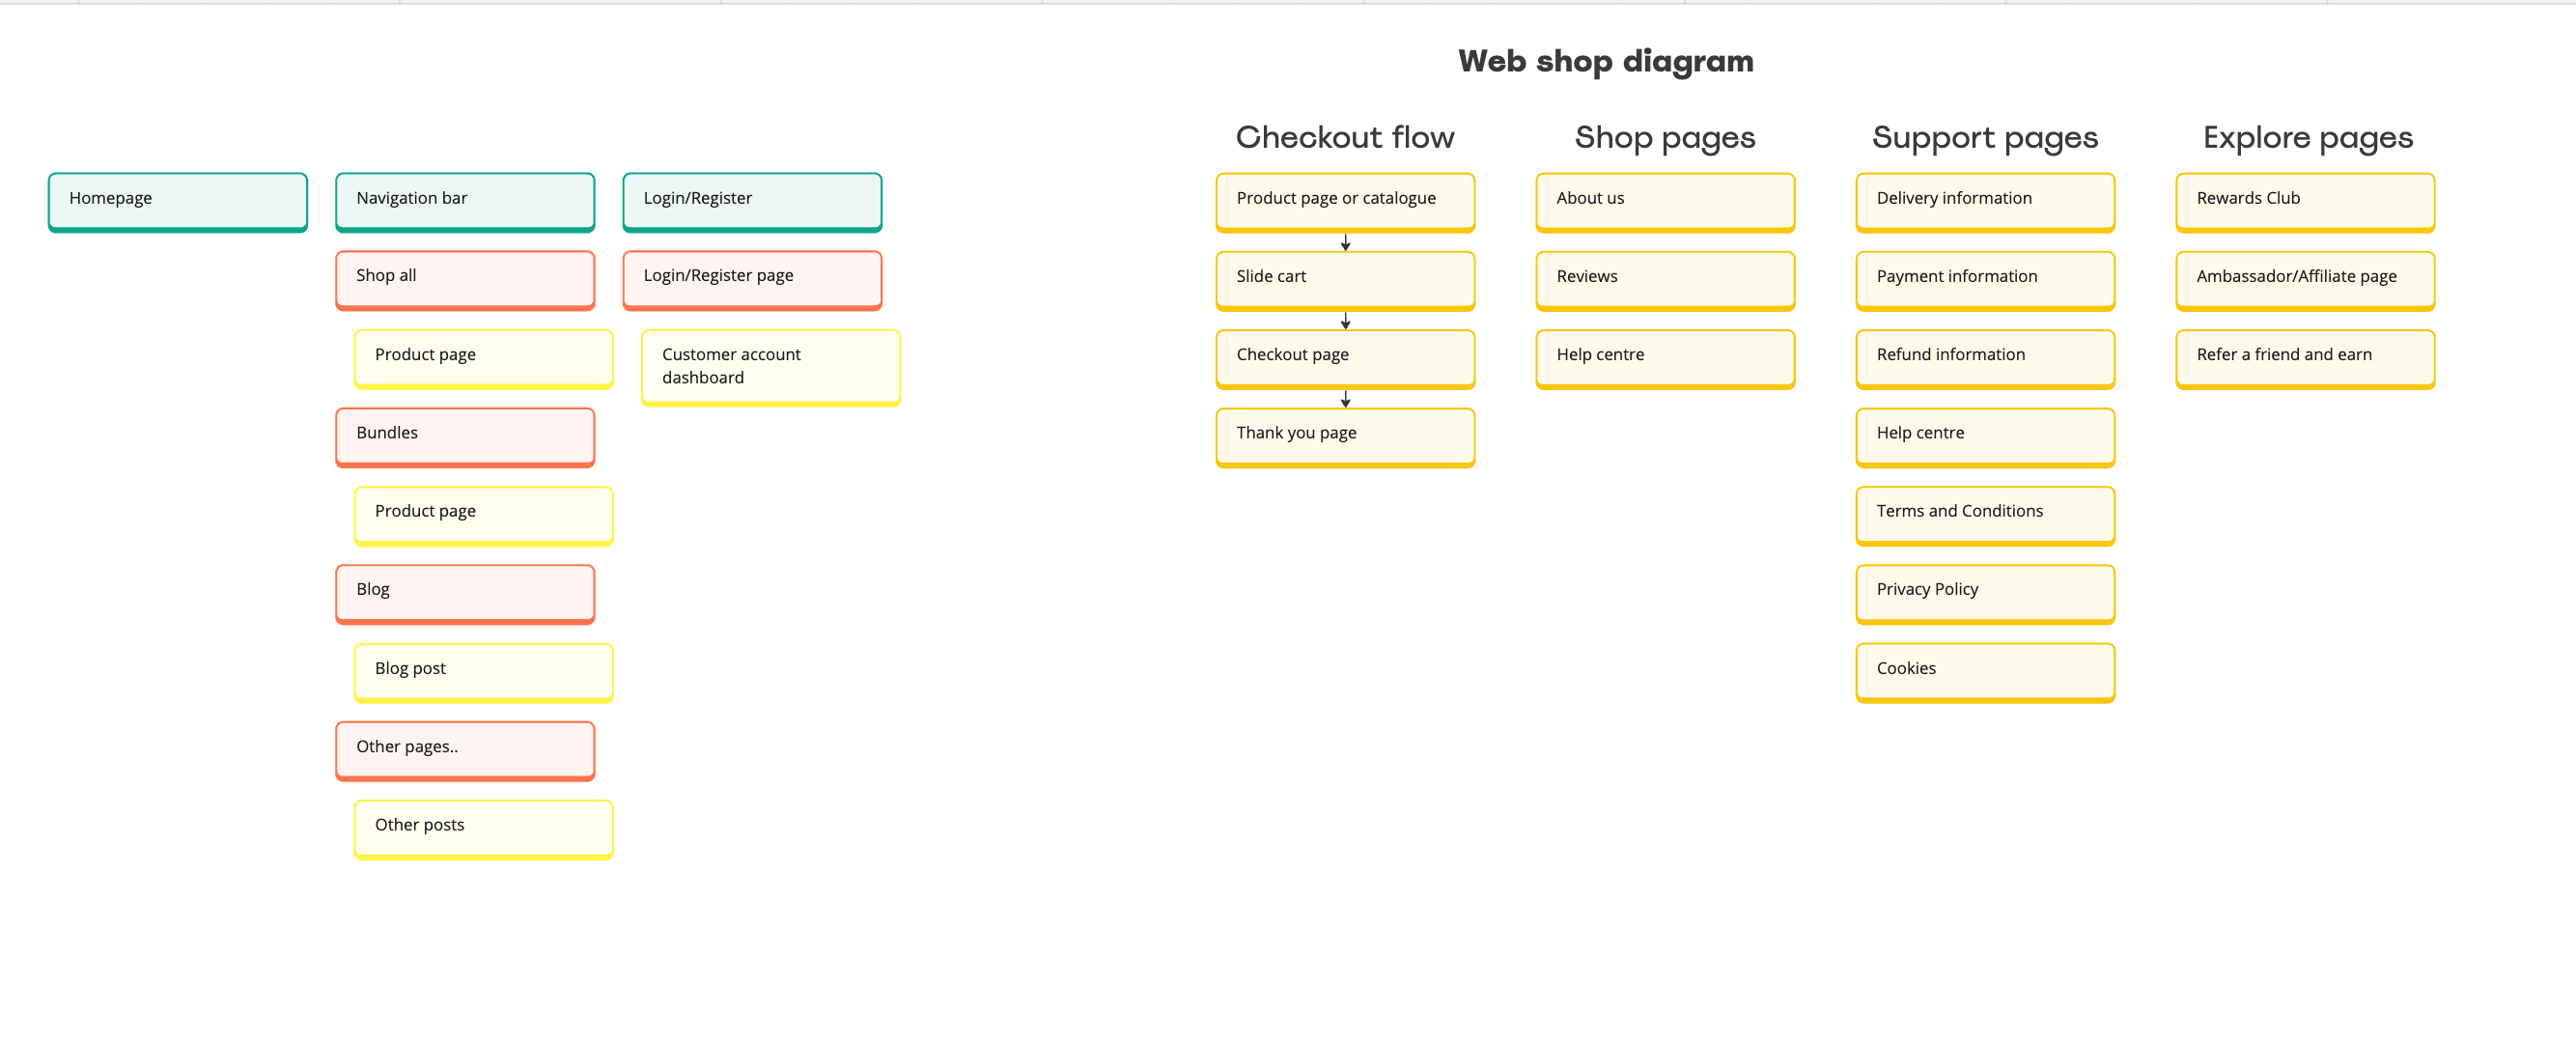 Web shop diagram
Homepage
Navigation bar
Shop all
Product page
Bundles
Product page
Blog
Blog post
Other pages..
Other posts
Login/Register
Login/Register page
Customer account
dashboard
Checkout flow
Product page or catalogue
Slide cart
Checkout page
Thank you page
Shop pages
About us
Reviews
Help centre
Support pages
Delivery information
Payment information
Refund information
Help centre
Terms and Conditions
Privacy Policy
Cookies
Explore pages
Rewards Club
Ambassador/Affiliate page
Refer a friend and earn